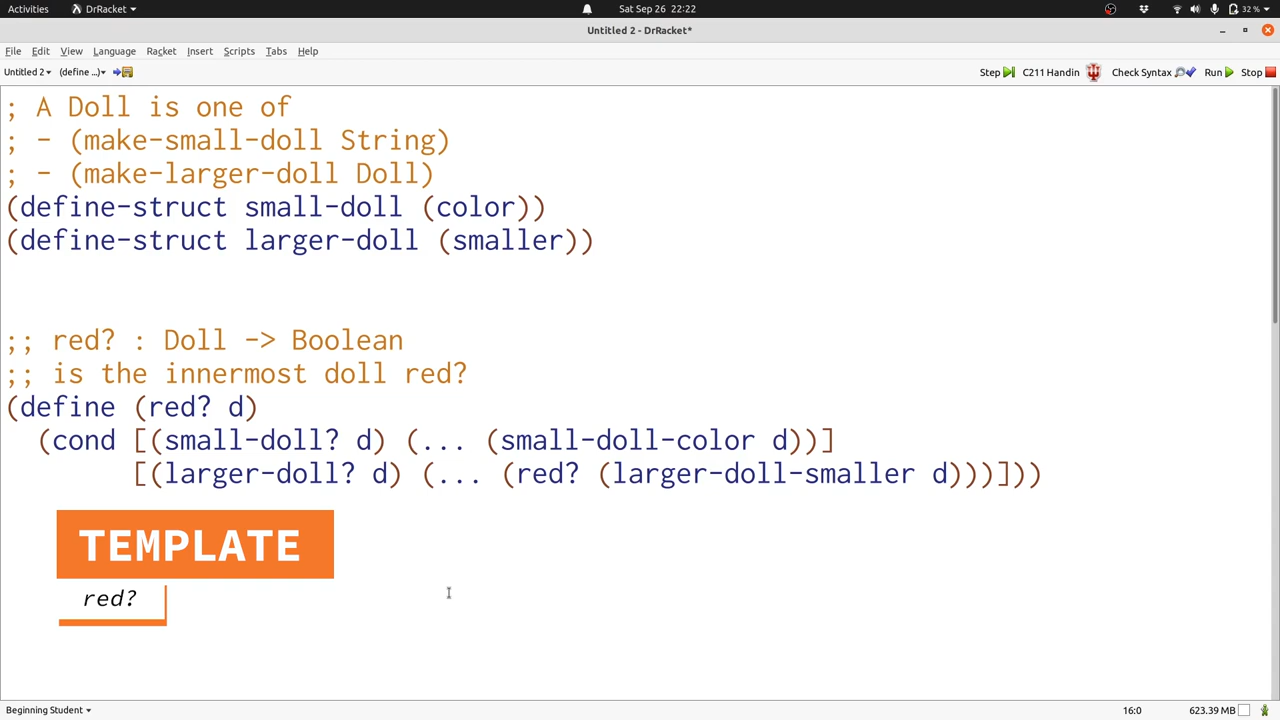 Activities DrRacket Sat Sep 26 22:22 32 %
Untitled 2 - DrRacket*
File Edit View Language Racket Insert Scripts Tabs Help
Untitled 2 (define ...) Step C211 Handin Check Syntax Run Stop
; A Doll is one of
; - (make-small-doll String)
; - (make-larger-doll Doll)
(define-struct small-doll (color))
(define-struct larger-doll (smaller))
;; red? : Doll -> Boolean
;; is the innermost doll red?
(define (red? d)
  (cond [(small-doll? d) (... (small-doll-color d))]
        [(larger-doll? d) (... (red? (larger-doll-smaller d)))]))
TEMPLATE
red?
Beginning Student 16:0 623.39 MB